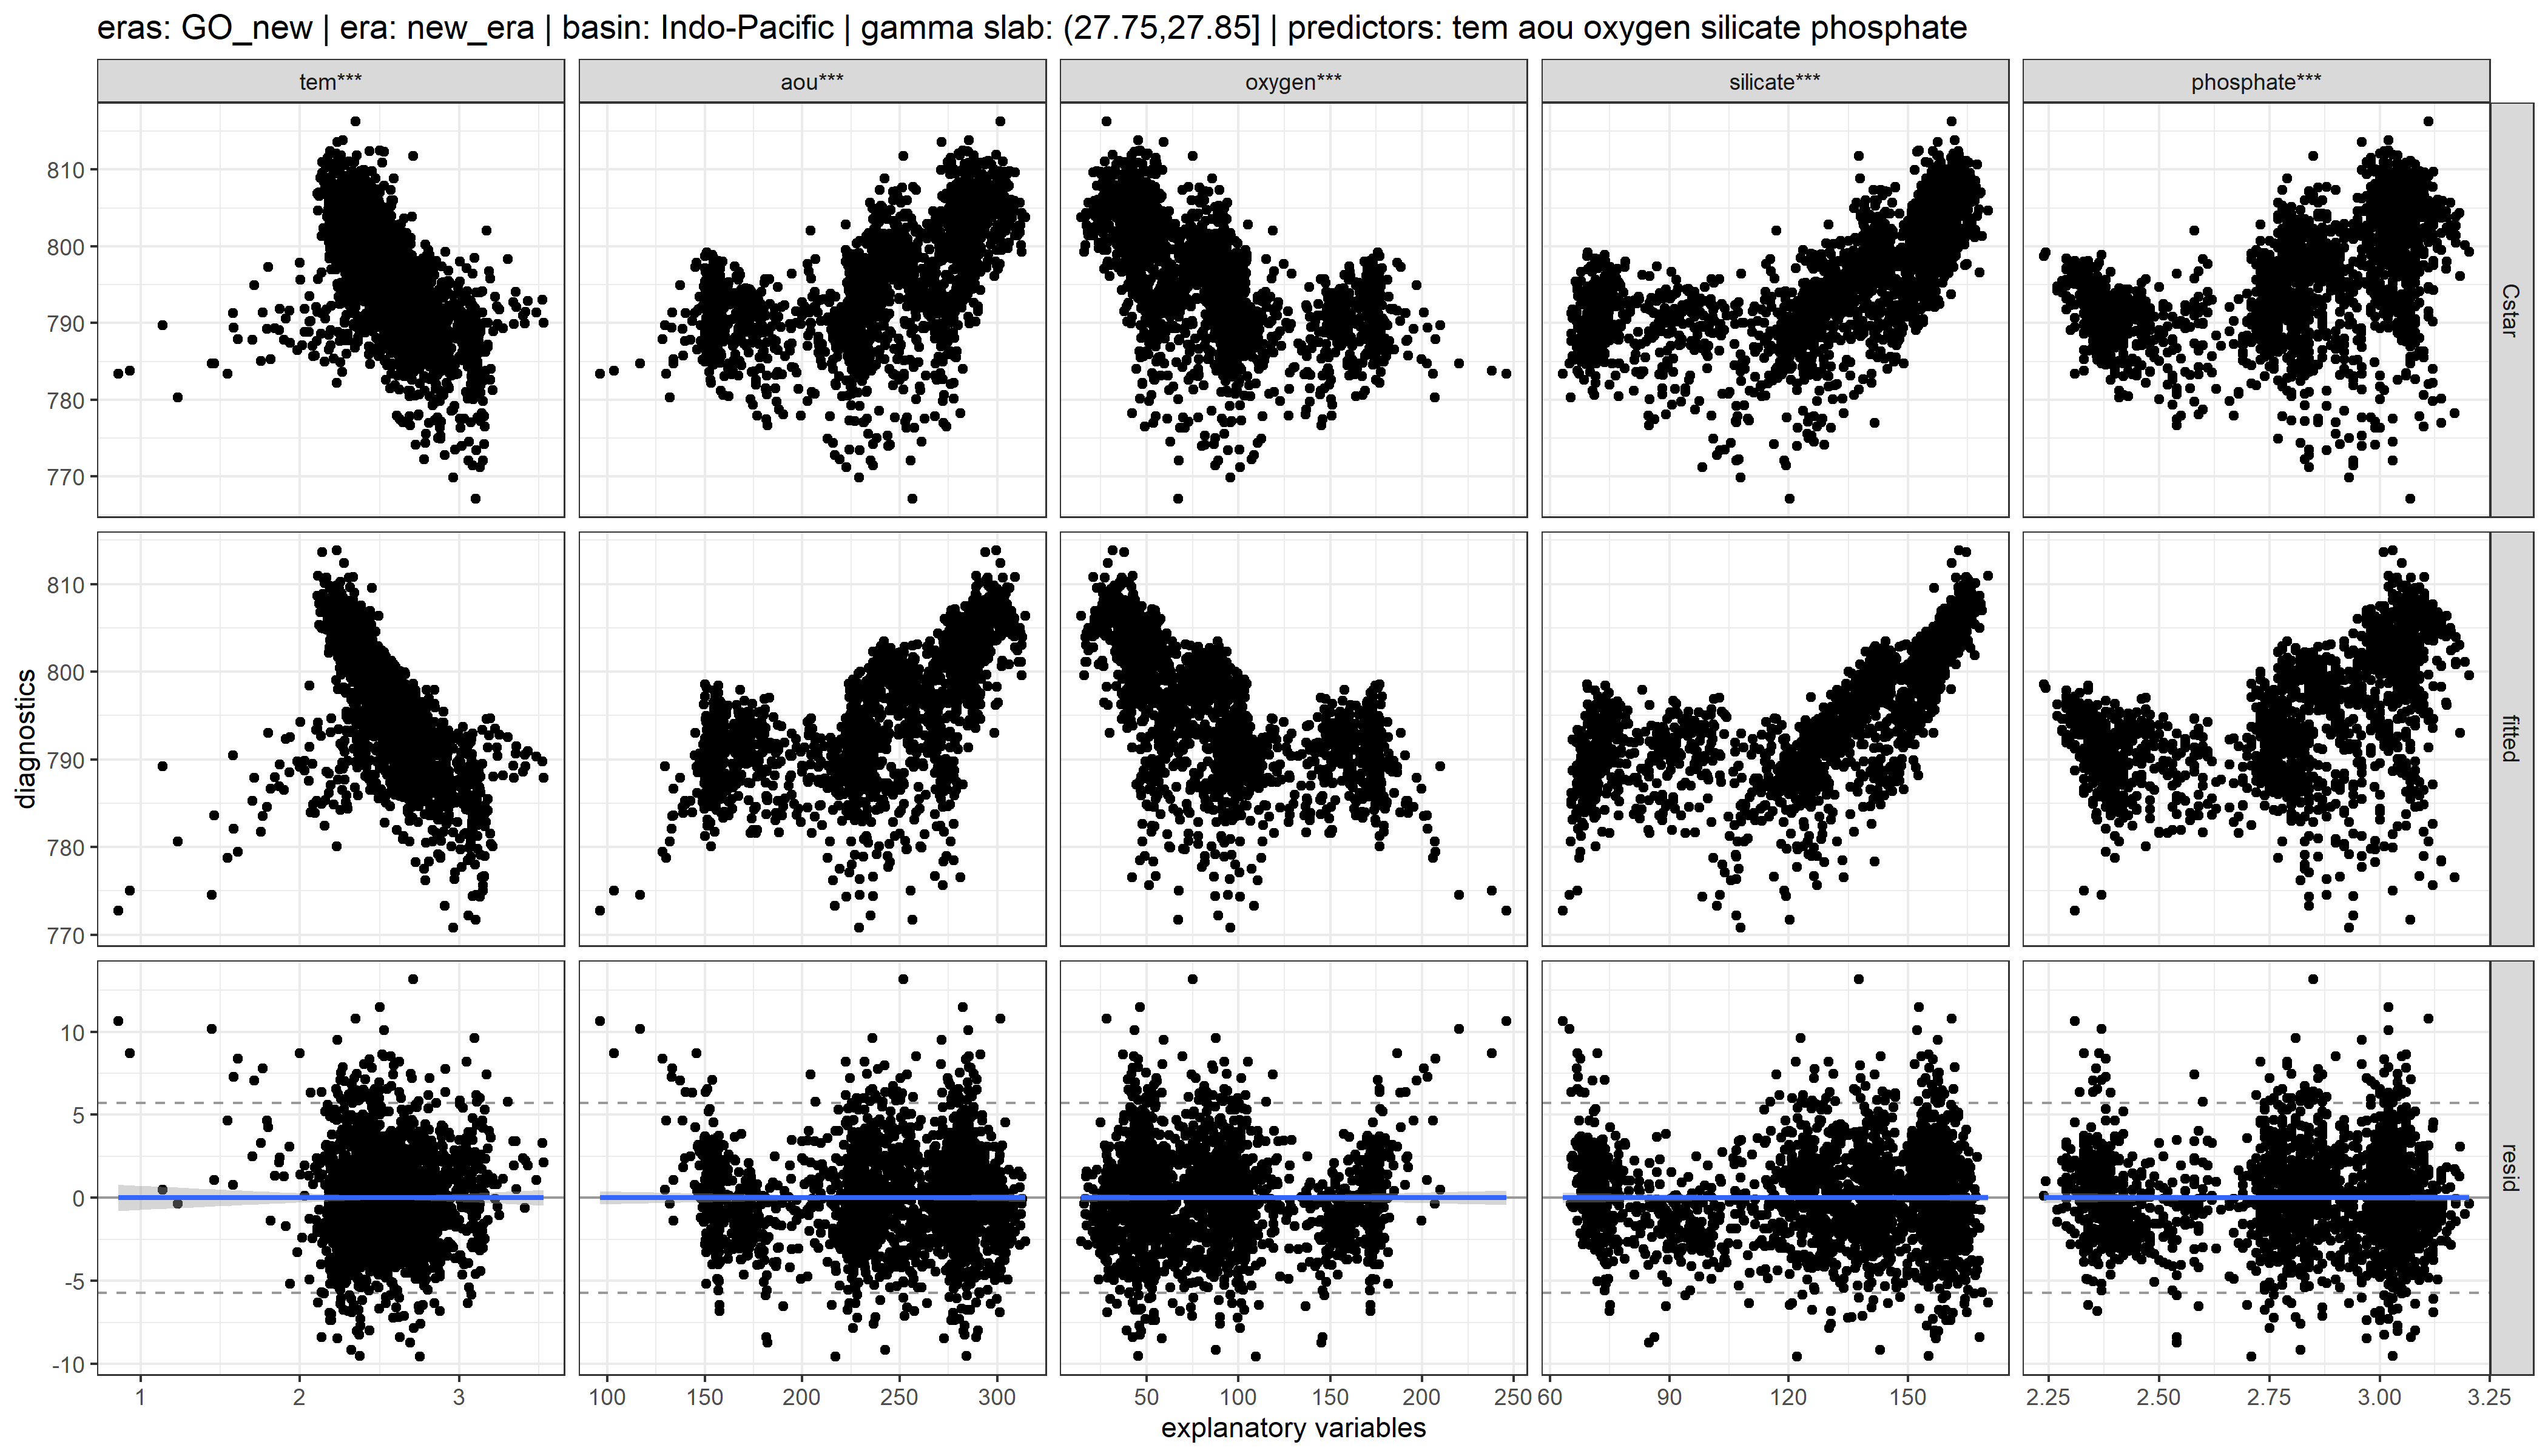 eras: GO_new | era: new_era | basin: Indo-Pacific | gamma slab: (27.75,27.85] | predictors: tem aou oxygen silicate phosphate
tem*** aou*** oxygen*** silicate*** phosphate***
810
800
790
780
770
Cstar
810
800
790
780
770
fitted
10
5
0
-5
-10
resid
diagnostics
1 2 3 100 150 200 250 300 50 100 150 200 250 60 90 120 150 2.25 2.50 2.75 3.00 3.25
explanatory variables